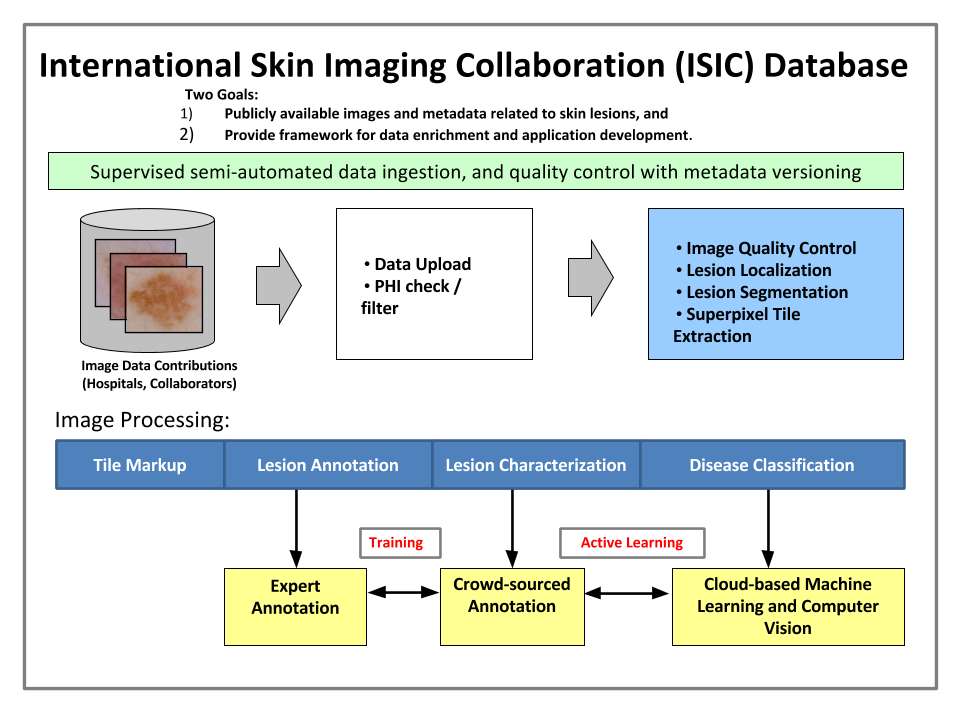 International Skin Imaging Collaboration (ISIC) Database
Two Goals:
1) Publicly available images and metadata related to skin lesions, and
2) Provide framework for data enrichment and application development.
Supervised semi-automated data ingestion, and quality control with metadata versioning
• Data Upload
• PHI check /
filter
• Image Quality Control
• Lesion Localization
• Lesion Segmentation
• Superpixel Tile
Extraction
Image Data Contributions
(Hospitals, Collaborators)
Image Processing:
Tile Markup
Lesion Annotation
Lesion Characterization
Disease Classification
Training
Active Learning
Expert
Annotation
Crowd-sourced
Annotation
Cloud-based Machine
Learning and Computer
Vision